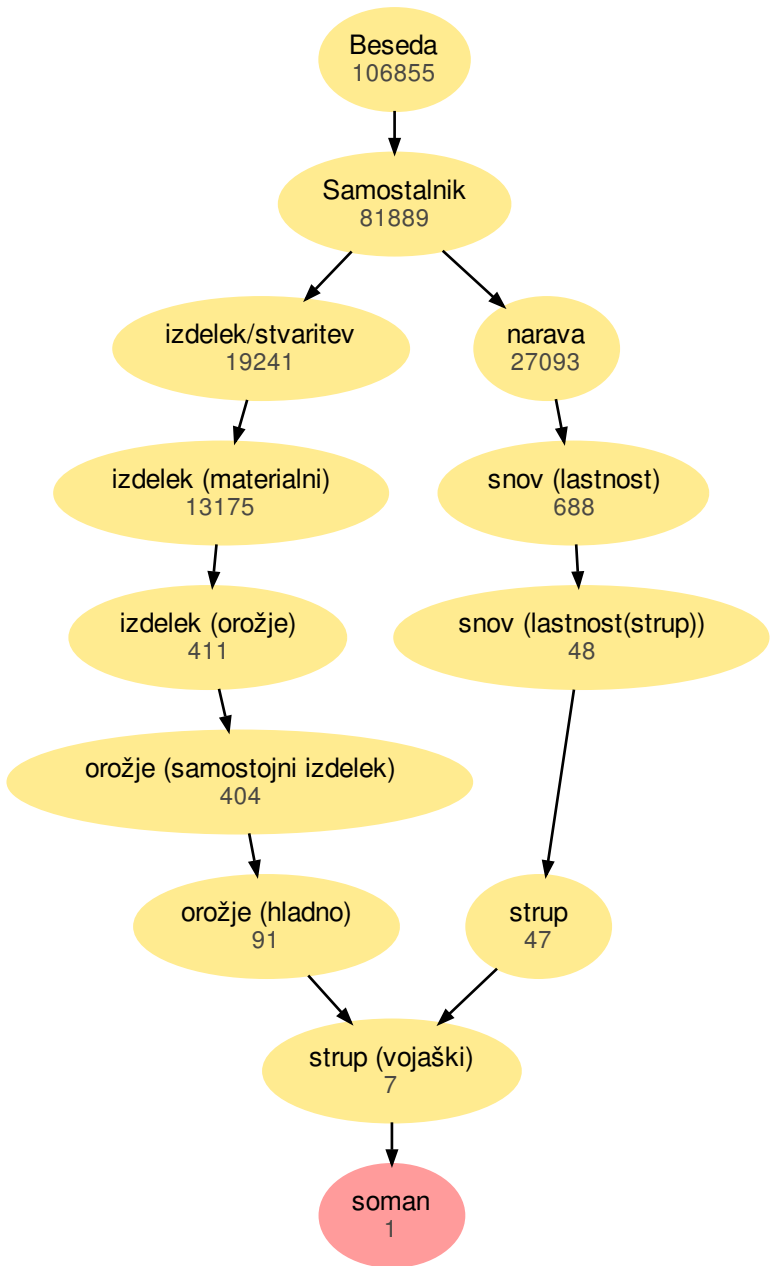 Beseda
106855
Samostalnik
81889
izdelek/stvaritev
19241
narava
27093
izdelek (materialni)
13175
snov (lastnost)
688
izdelek (orožje)
411
snov (lastnost(strup))
48
orožje (samostojni izdelek)
404
orožje (hladno)
91
strup
47
strup (vojaški)
7
soman
1